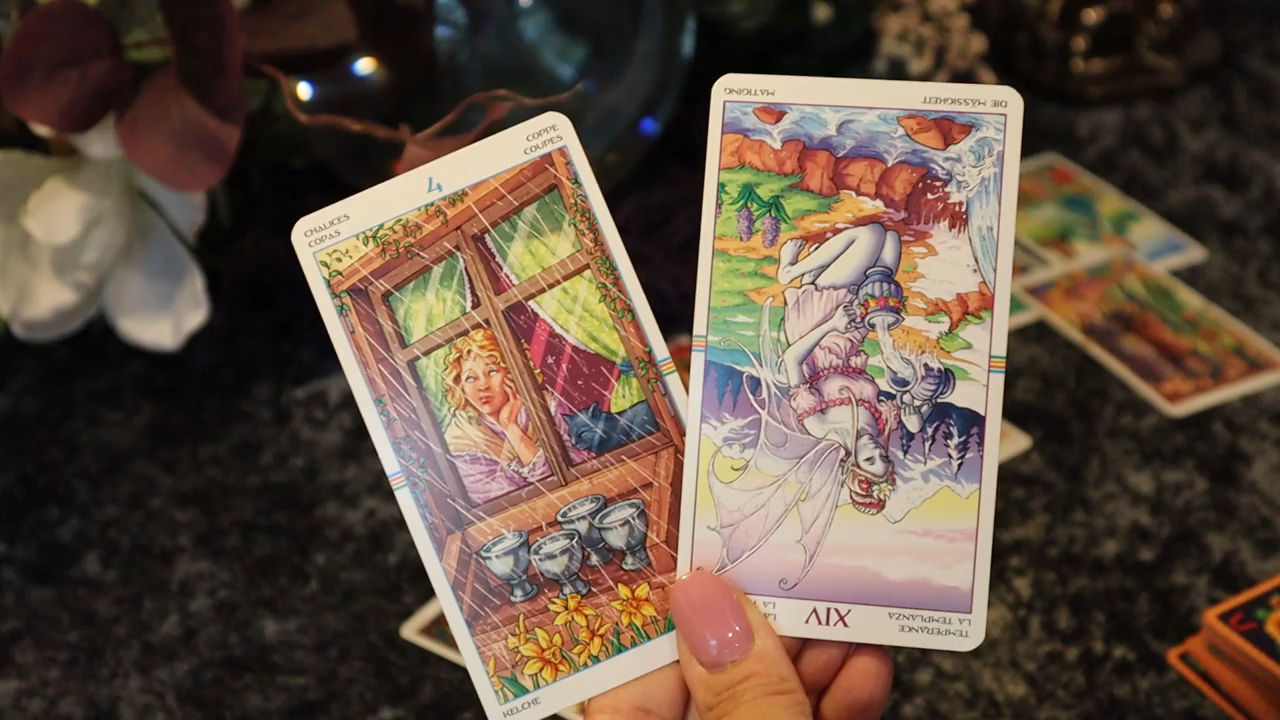 CHALICES
COPAS
4
COPPE
COUPES
KELCHE
MATIGING
DIE MÄSSIGKEIT
XIV
TEMPERANCE
LA TEMPLANZA